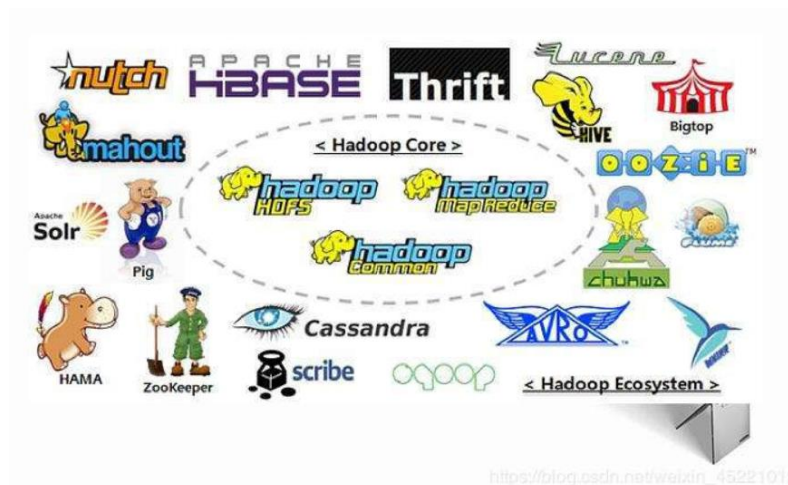 nutch
APACHE
HBASE
Thrift
Lucene
HIVE
Bigtop
mahout
< Hadoop Core >
OOZIE™
hadoop
HDFS
hadoop
MapReduce
Apache
Solr
Pig
hadoop
Common
chukwa
FLUME
HAMA
ZooKeeper
Cassandra
scribe
sqoop
AVRO
< Hadoop Ecosystem >
https://blog.csdn.net/weixin_4522101